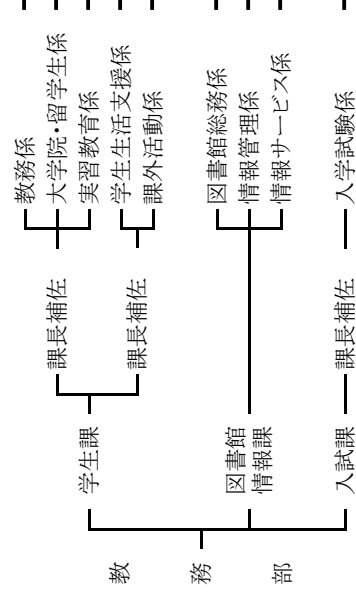 教務部
学生課
課長補佐
教務係
大学院・留学生係
実習教育係
課長補佐
学生生活支援係
課外活動係
図書館
情報課
図書館総務係
情報管理係
情報サービス係
入試課
課長補佐
入学試験係